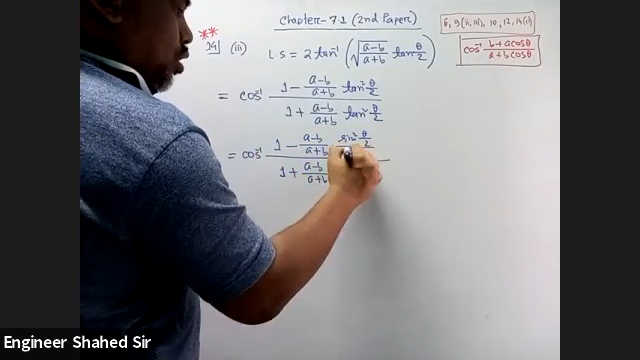 Chapter-7.1 (2nd Paper)
6, 9(ii, iii), 10, 12, 14(ii)
** 14 (iii) L.S = 2 tan⁻¹ (√((a-b)/(a+b)) tan θ/2)
cos⁻¹ (b+a cosθ)/(a+b cosθ)
= cos⁻¹ (1 - (a-b)/(a+b) tan² θ/2)/(1 + (a-b)/(a+b) tan² θ/2)
= cos⁻¹ (1 - (a-b)/(a+b) sin² θ/2)/(1 + (a-b)/(a+b)
Engineer Shahed Sir